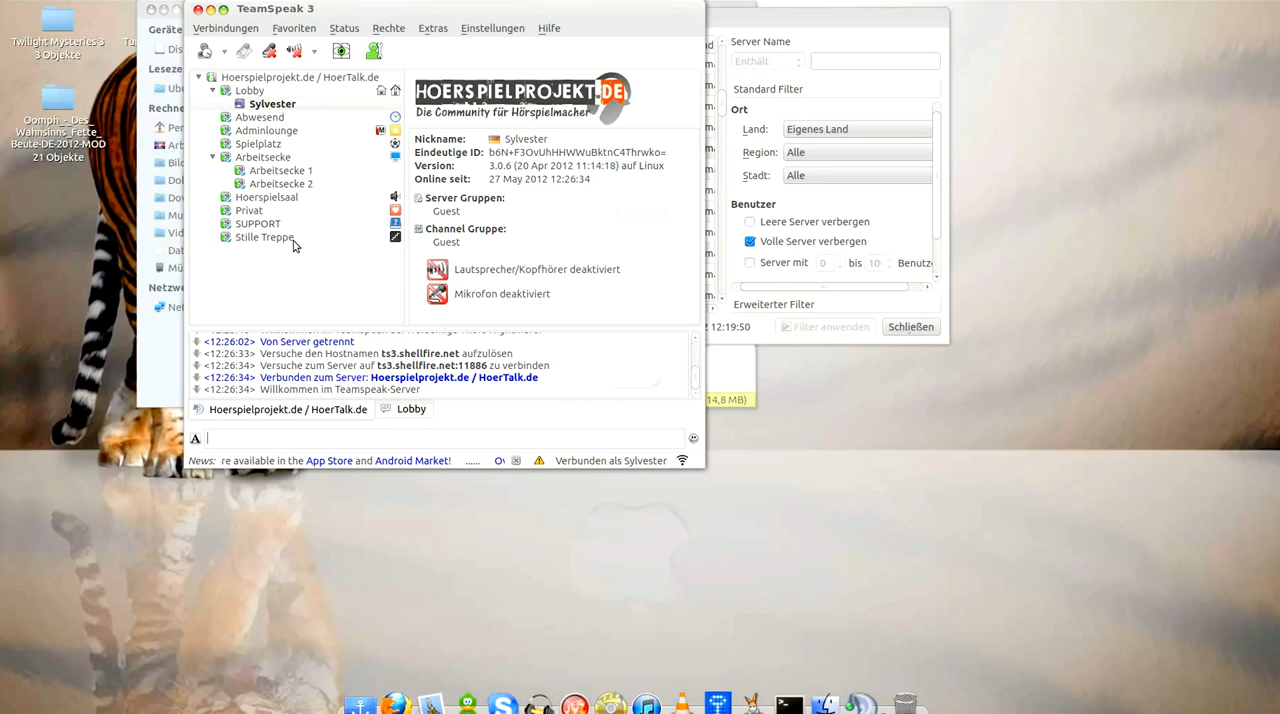 TeamSpeak 3
Verbindungen Favoriten Status Rechte Extras Einstellungen Hilfe
Twilight Mysteries 3
3 Objekte
Oomph_-_Des_
Wahnsinns_Fette_
Beute-DE-2012-MOD
21 Objekte
Geräte
Leseze
Rechne
Netzwe
Hoerspielprojekt.de / HoerTalk.de
Lobby
Sylvester
Abwesend
Adminlounge
Spielplatz
Arbeitsecke
Arbeitsecke 1
Arbeitsecke 2
Hoerspielsaal
Privat
SUPPORT
Stille Treppe
HOERSPIELPROJEKT.DE
Die Community für Hörspielmacher
Nickname: Sylvester
Eindeutige ID: b6N+F3OvUhHHWWuBktnC4Thrwko=
Version: 3.0.6 (20 Apr 2012 11:14:18) auf Linux
Online seit: 27 May 2012 12:26:34
Server Gruppen:
Guest
Channel Gruppe:
Guest
Lautsprecher/Kopfhörer deaktiviert
Mikrofon deaktiviert
<12:26:02> Von Server getrennt
<12:26:33> Versuche den Hostnamen ts3.shellfire.net aufzulösen
<12:26:34> Versuche zum Server auf ts3.shellfire.net:11886 zu verbinden
<12:26:34> Verbunden zum Server: Hoerspielprojekt.de / HoerTalk.de
<12:26:34> Willkommen im Teamspeak-Server
Hoerspielprojekt.de / HoerTalk.de Lobby
A
News: re available in the App Store and Android Market! ...... Verbunden als Sylvester
Server Name
Enthält
Standard Filter
Ort
Land: Eigenes Land
Region: Alle
Stadt: Alle
Benutzer
Leere Server verbergen
Volle Server verbergen
Server mit 0 bis 10 Benutze
Erweiterter Filter
12:19:50 Filter anwenden Schließen
14,8 MB)